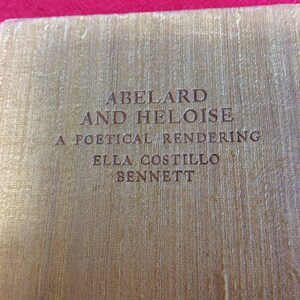 ABELARD
AND HELOISE
A POETICAL RENDERING
ELLA COSTILLO
BENNETT